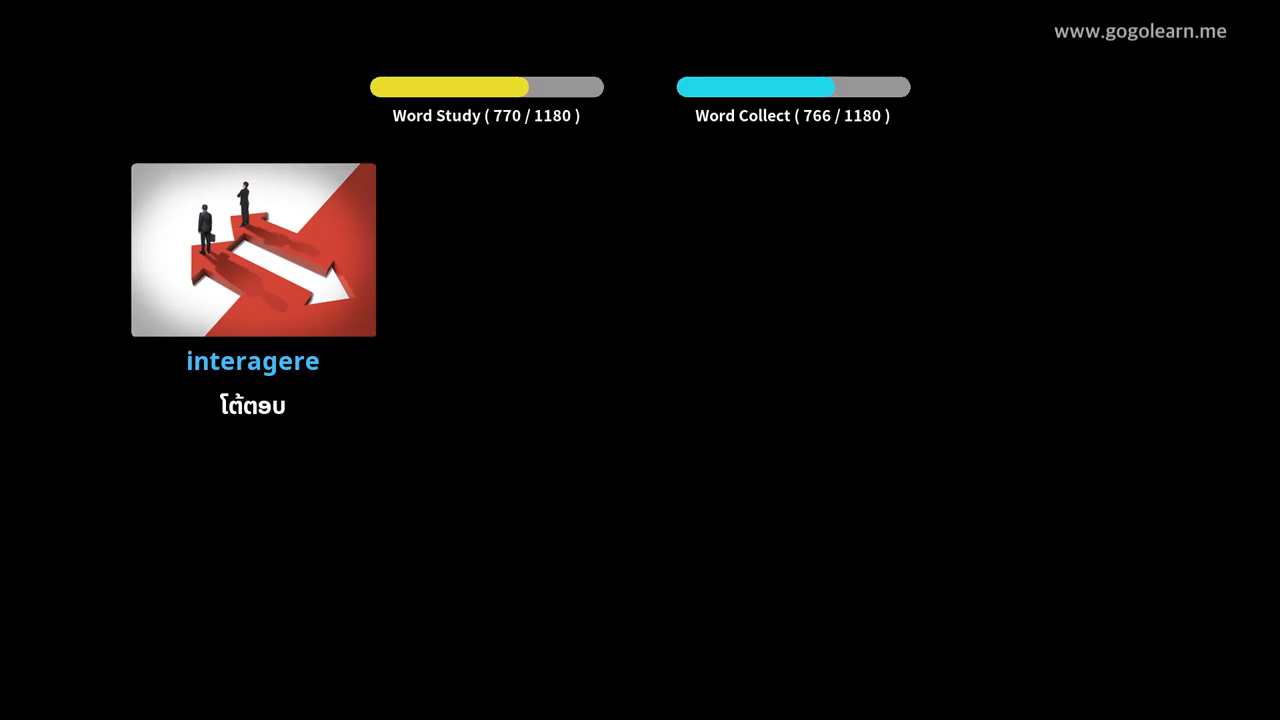 www.gogolearn.me
Word Study ( 770 / 1180 )
Word Collect ( 766 / 1180 )
interagere
โต้ตอบ